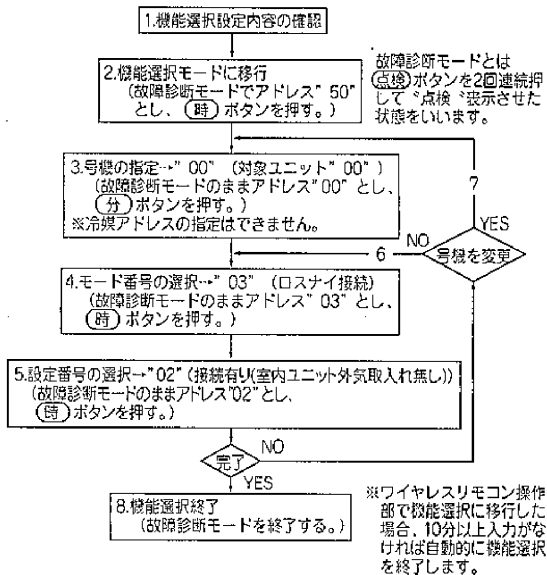 1.機能選択設定内容の確認
2.機能選択モードに移行
(故障診断モードでアドレス"50"
とし、(時)ボタンを押す。)
故障診断モードとは
(点検)ボタンを2回連続押
して"点検"表示させた
状態をいいます。
3.号機の指定→"00" (対象ユニット"00")
(故障診断モードのままアドレス"00"とし、
(分)ボタンを押す。)
※冷媒アドレスの指定はできません。
7
YES
NO
6
号機を変更
4.モード番号の選択→"03" (ロスナイ接続)
(故障診断モードのままアドレス"03"とし、
(時)ボタンを押す。)
5.設定番号の選択→"02"(接続有り(室内ユニット外気取入れ無し))
(故障診断モードのままアドレス"02"とし、
(時)ボタンを押す。)
完了
NO
YES
8.機能選択終了
(故障診断モードを終了する。)
※ワイヤレスリモコン操作
部で機能選択に移行した
場合、10分以上入力がな
ければ自動的に機能選択
を終了します。